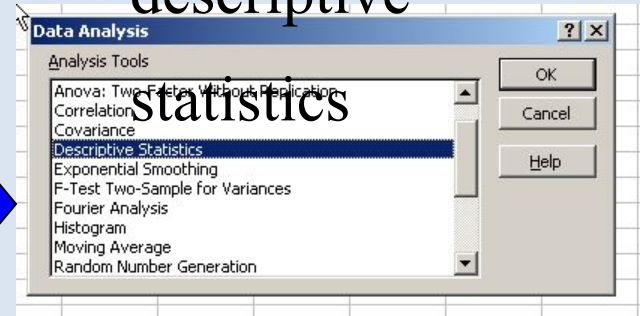 descriptive
Data Analysis
Analysis Tools
statistics
Anova: Two-Factor Without Replication
Correlation
Covariance
Descriptive Statistics
Exponential Smoothing
F-Test Two-Sample for Variances
Fourier Analysis
Histogram
Moving Average
Random Number Generation
OK
Cancel
Help